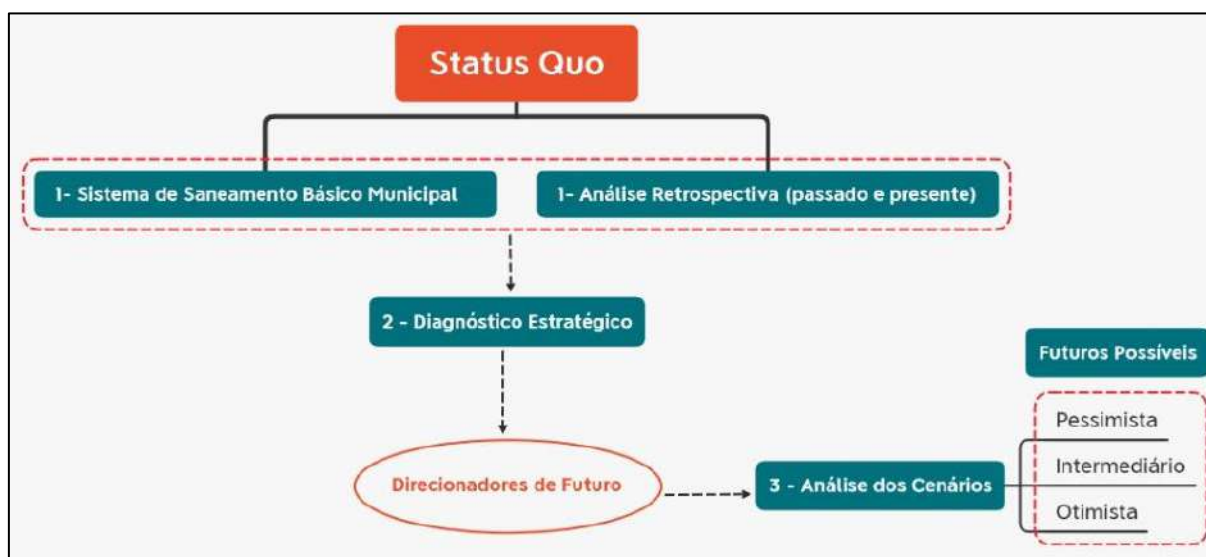 Status Quo
1- Sistema de Saneamento Básico Municipal
1- Análise Retrospectiva (passado e presente)
2 - Diagnóstico Estratégico
Direcionadores de Futuro
3 - Análise dos Cenários
Futuros Possíveis
Pessimista
Intermediário
Otimista